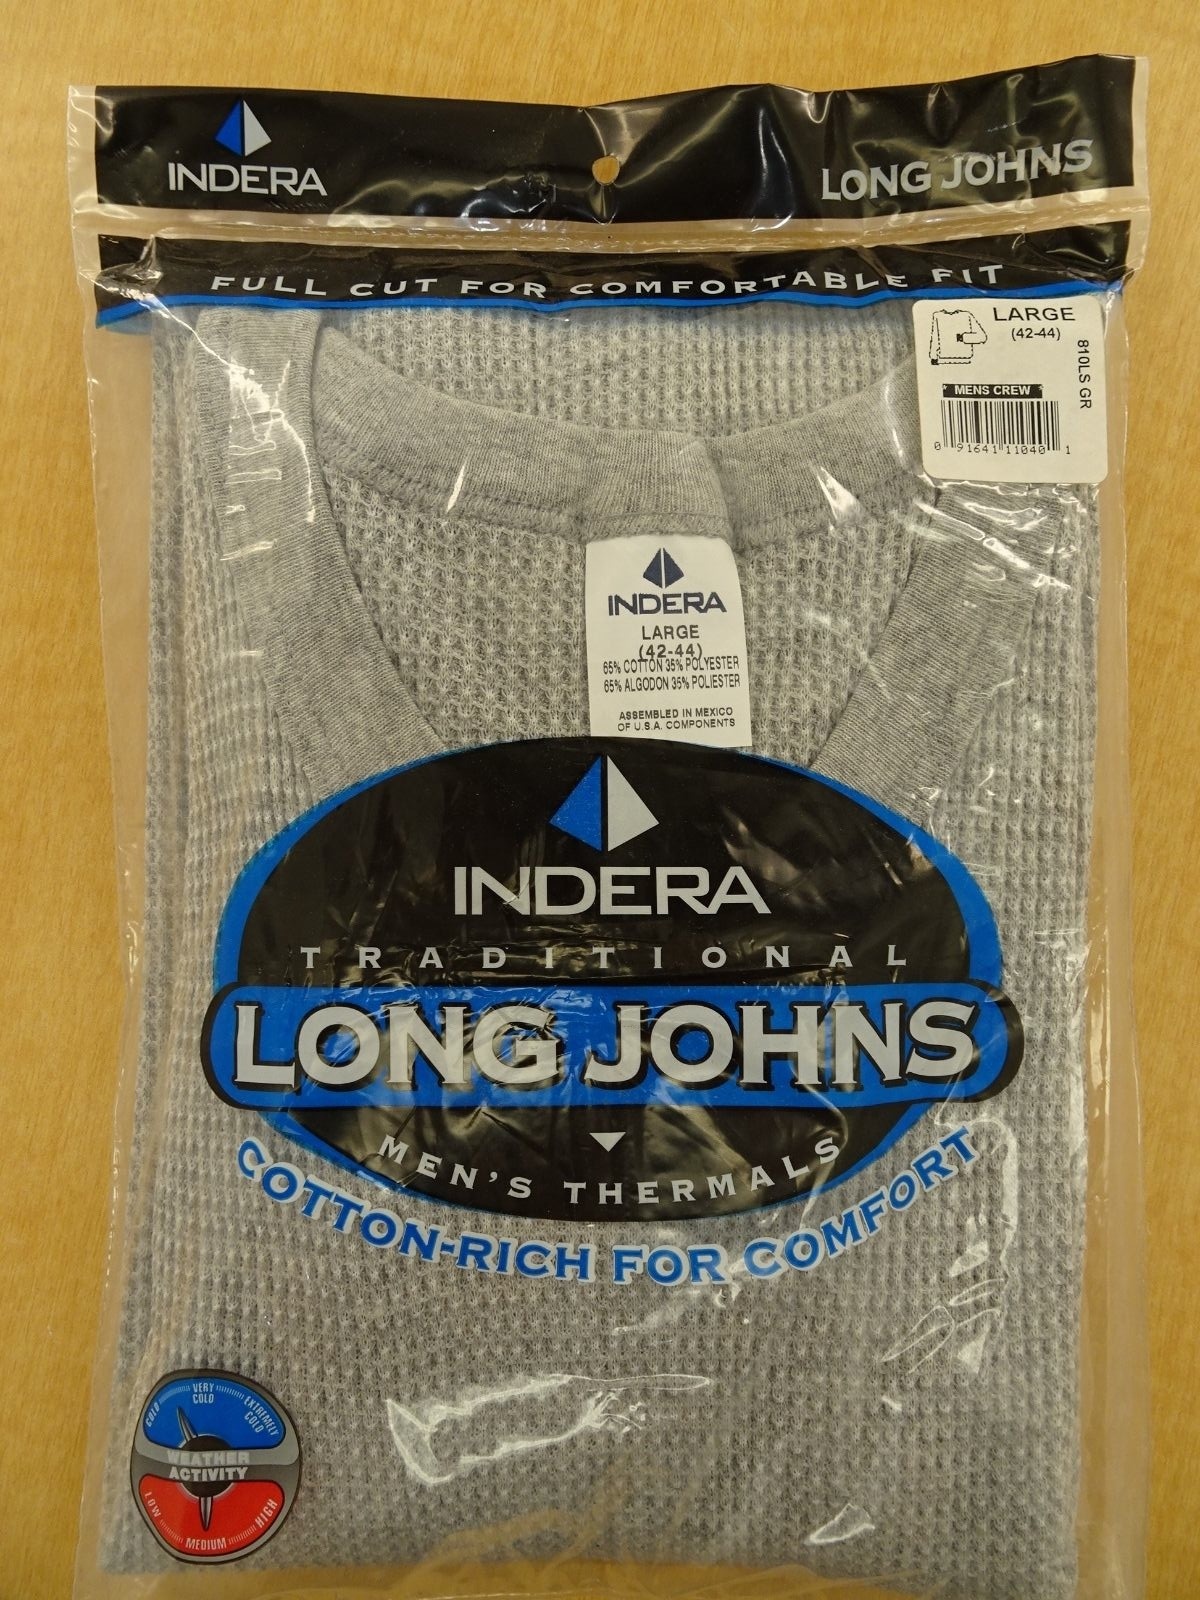 INDERA
LONG JOHNS
FULL CUT FOR COMFORTABLE FIT
LARGE
(42-44)
810LS GR
MENS CREW
0 91641 11040 1
INDERA
LARGE
(42-44)
65% COTTON 35% POLYESTER
65% ALGODON 35% POLIESTER
ASSEMBLED IN MEXICO
OF U.S.A. COMPONENTS
INDERA
TRADITIONAL
LONG JOHNS
MEN'S THERMALS
COTTON-RICH FOR COMFORT
COLD
VERY
COLD
EXTREMELY
COLD
WEATHER
ACTIVITY
LOW
MEDIUM
HIGH